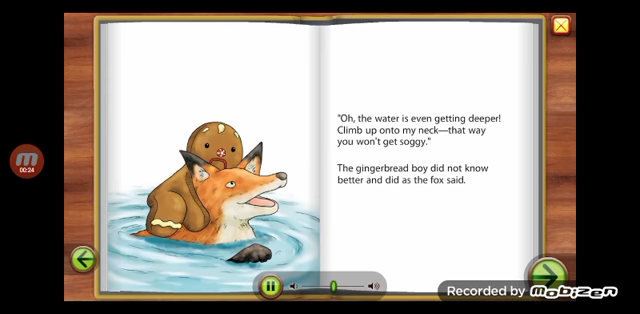 "Oh, the water is even getting deeper!
Climb up onto my neck—that way
you won't get soggy."
The gingerbread boy did not know
better and did as the fox said.
00:24
Recorded by mobizen